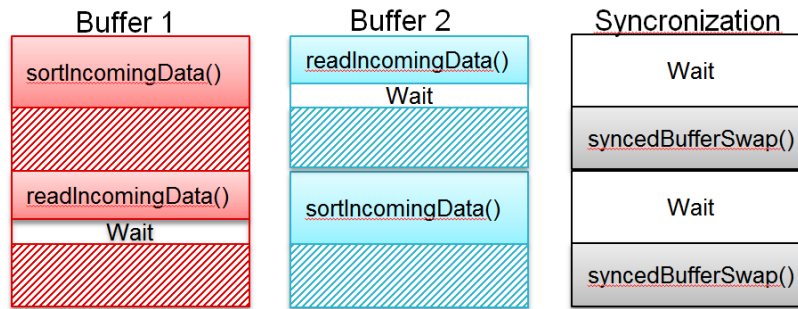 Buffer 1
sortIncomingData()
readIncomingData()
Wait
Buffer 2
readIncomingData()
Wait
sortIncomingData()
Syncronization
Wait
syncedBufferSwap()
Wait
syncedBufferSwap()